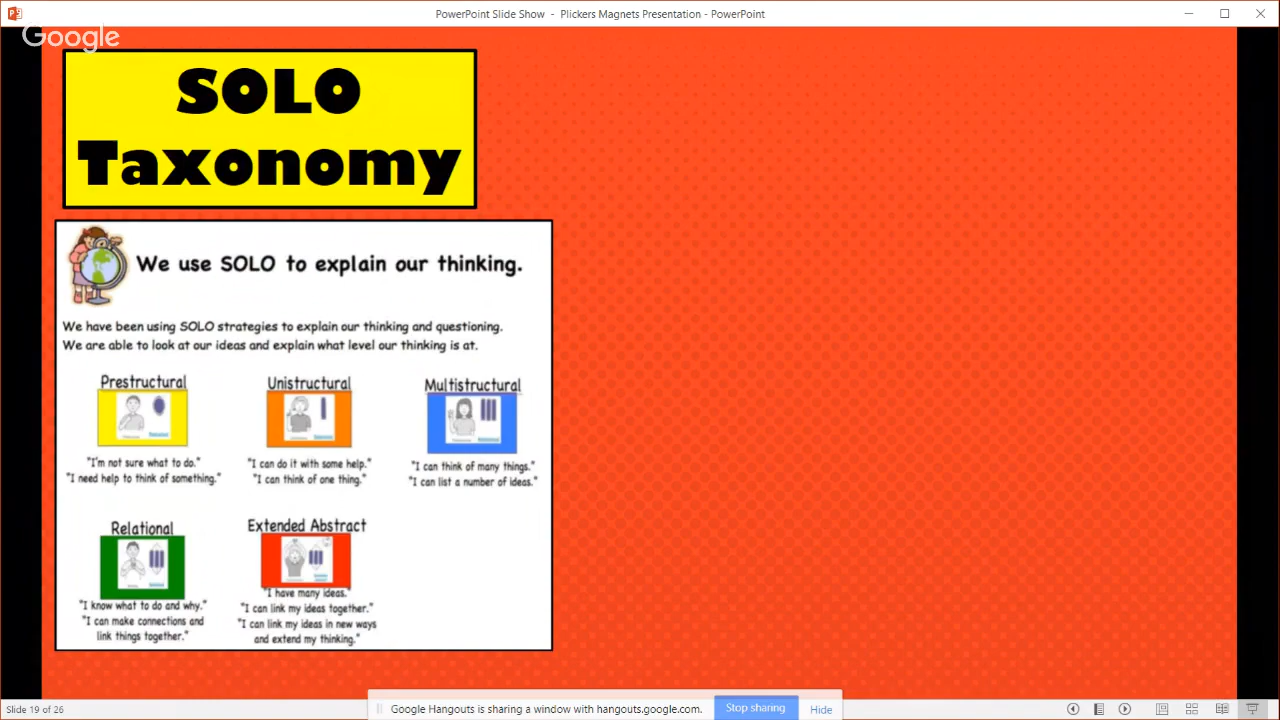 PowerPoint Slide Show - Plickers Magnets Presentation - PowerPoint
Google
SOLO
Taxonomy
We use SOLO to explain our thinking.
We have been using SOLO strategies to explain our thinking and questioning.
We are able to look at our ideas and explain what level our thinking is at.
Prestructural
"I'm not sure what to do."
"I need help to think of something."
Unistructural
"I can do it with some help."
"I can think of one thing."
Multistructural
"I can think of many things."
"I can list a number of ideas."
Relational
"I know what to do and why."
"I can make connections and
link things together."
Extended Abstract
"I have many ideas."
"I can link my ideas together."
"I can link my ideas in new ways
and extend my thinking."
Slide 19 of 26
Google Hangouts is sharing a window with hangouts.google.com.
Stop sharing
Hide